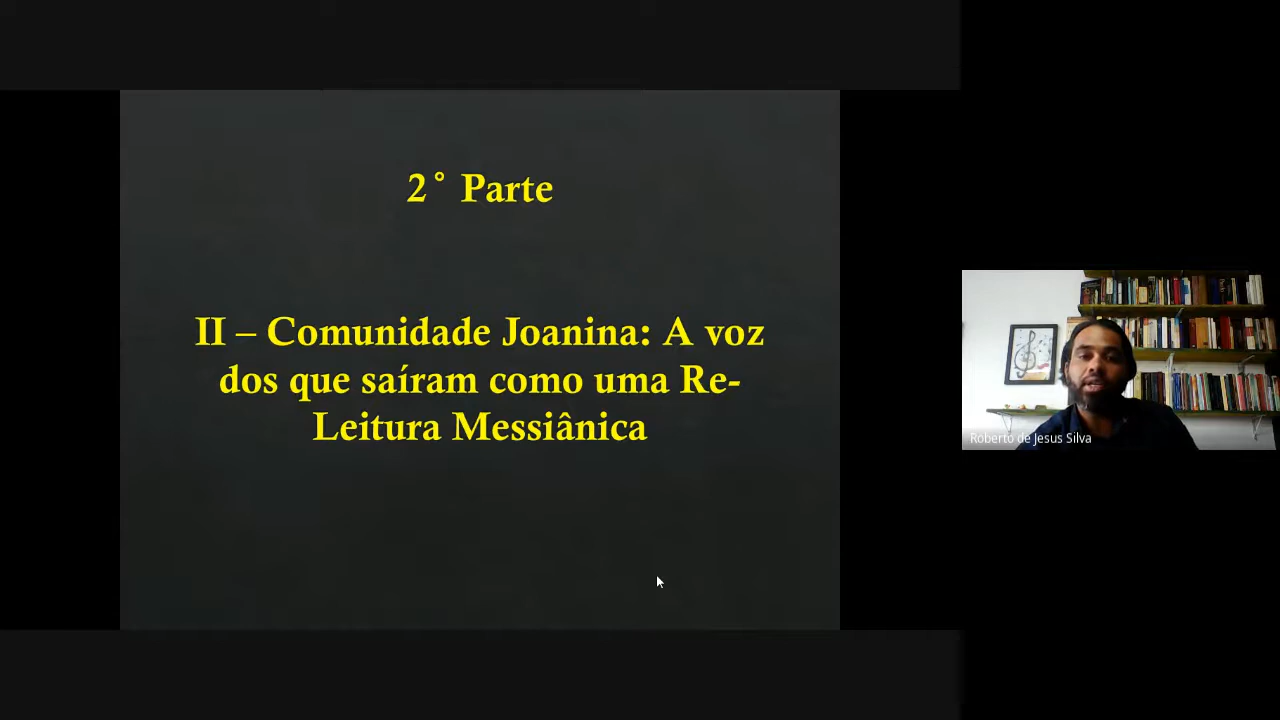 2° Parte
II – Comunidade Joanina: A voz
dos que saíram como uma Re-
Leitura Messiânica
Roberto de Jesus Silva